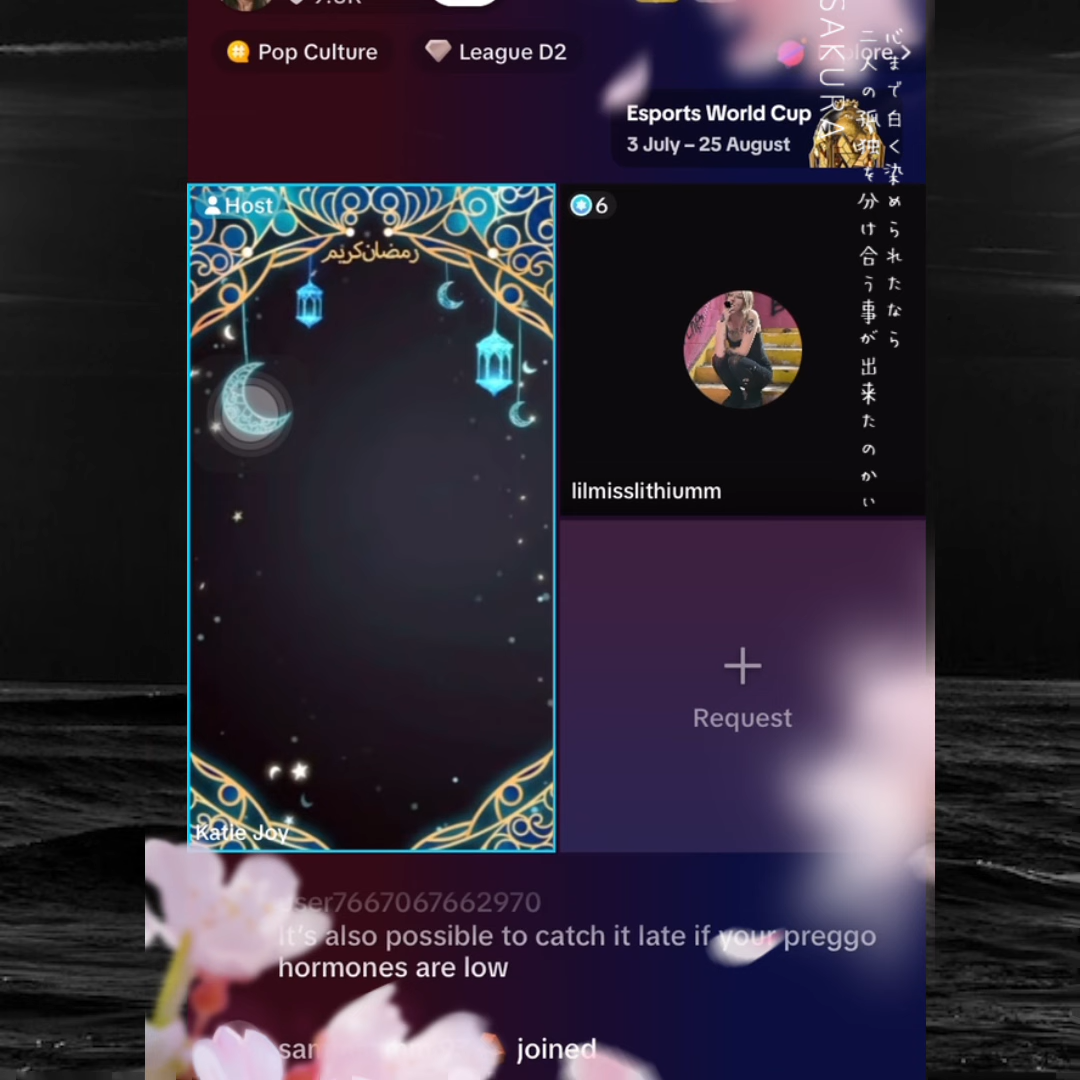 Pop Culture
League D2
Esports World Cup
3 July – 25 August
SAKURA
心まで白く染められたなら
二人の孤独を分け合う事が出来たのかい
Host
رمضان كريم
6
lilmisslithiumm
Request
Katie Joy
user7667067662970
It's also possible to catch it late if your preggo
hormones are low
joined